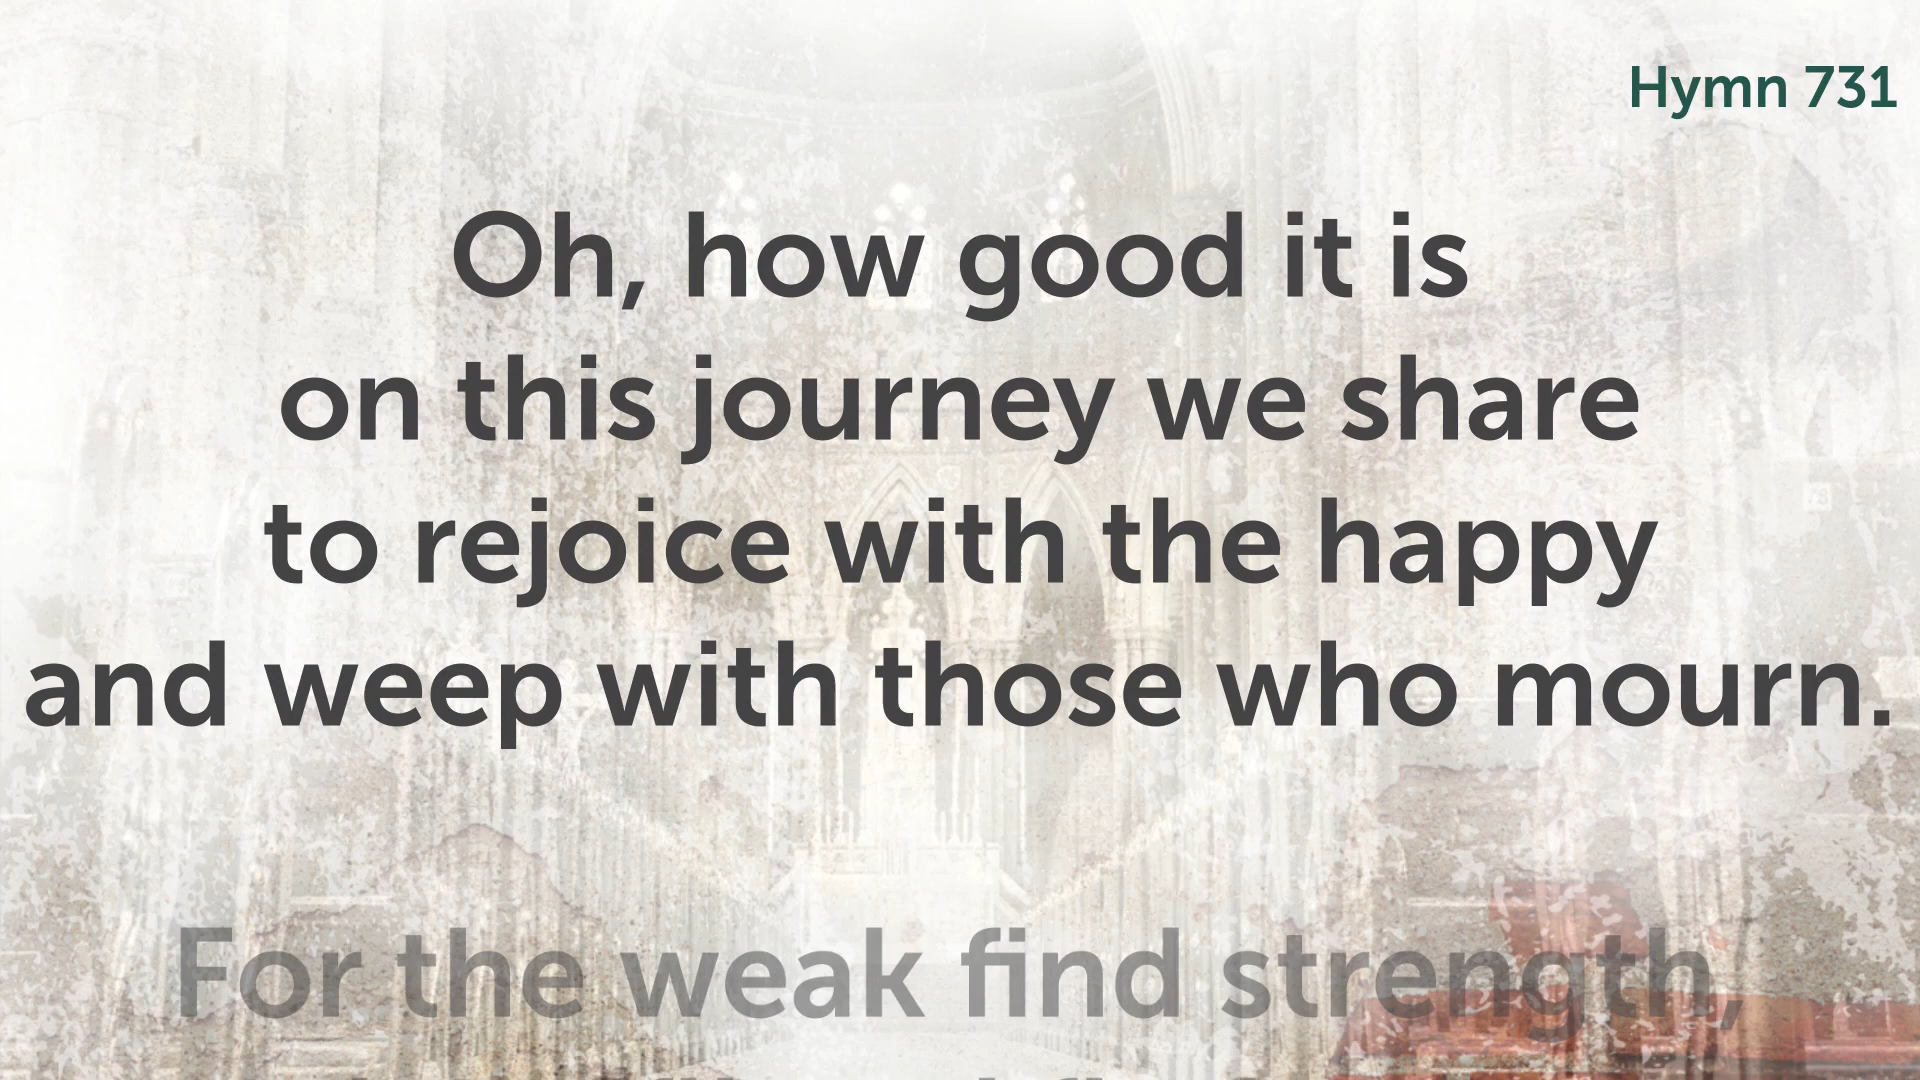 Hymn 731
Oh, how good it is
on this journey we share
to rejoice with the happy
and weep with those who mourn.
For the weak find strength,